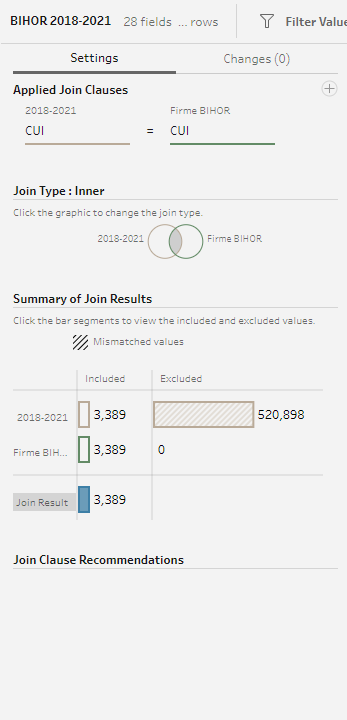 BIHOR 2018-2021 28 fields ... rows Filter Value
Settings Changes (0)
Applied Join Clauses
2018-2021 Firme BIHOR
CUI = CUI
Join Type : Inner
Click the graphic to change the join type.
2018-2021 Firme BIHOR
Summary of Join Results
Click the bar segments to view the included and excluded values.
Mismatched values
Included Excluded
2018-2021 3,389 520,898
Firme BIH... 3,389 0
Join Result 3,389
Join Clause Recommendations